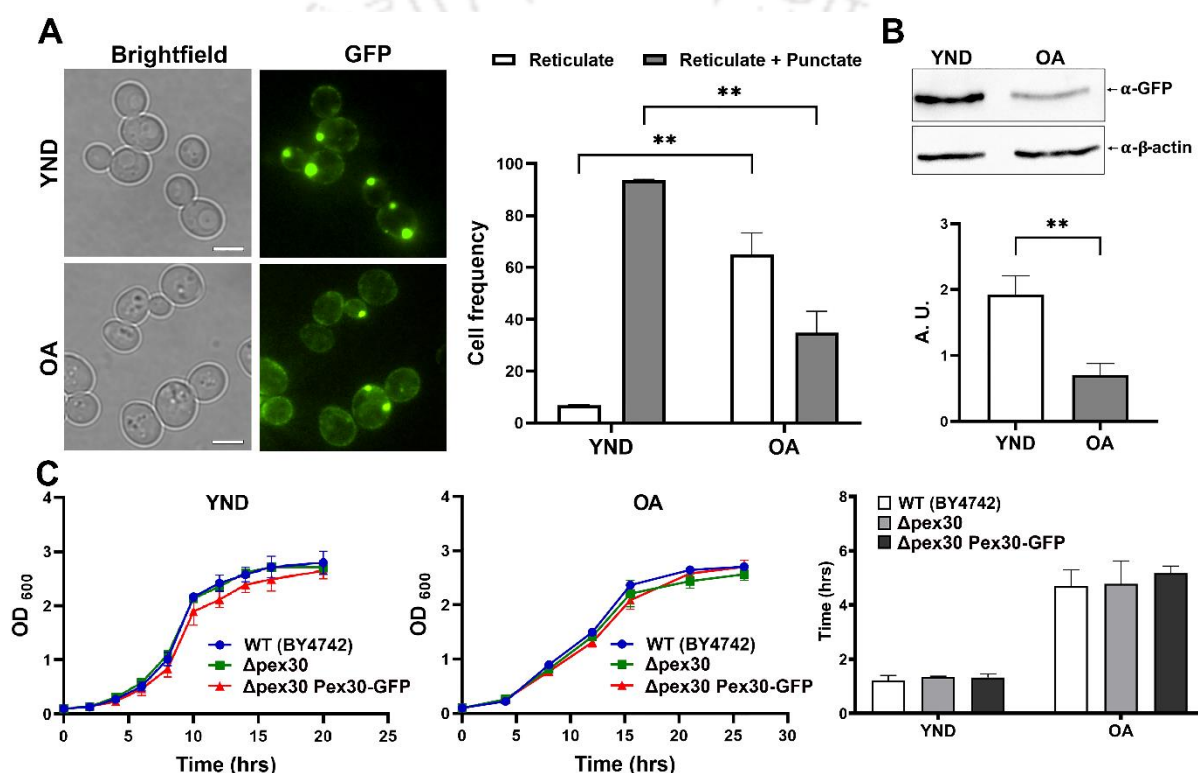 A
Brightfield
GFP
YND
OA
Reticulate
Reticulate + Punctate
**
**
Cell frequency
100
80
60
40
20
0
YND
OA
B
YND
OA
←α-GFP
←α-β-actin
**
A. U.
3
2
1
0
YND
OA
C
YND
OD 600
4
3
2
1
0
WT (BY4742)
Δpex30
Δpex30 Pex30-GFP
0 5 10 15 20 25
Time (hrs)
OA
OD 600
4
3
2
1
0
WT (BY4742)
Δpex30
Δpex30 Pex30-GFP
0 5 10 15 20 25 30
Time (hrs)
WT (BY4742)
Δpex30
Δpex30 Pex30-GFP
Time (hrs)
8
6
4
2
0
YND
OA